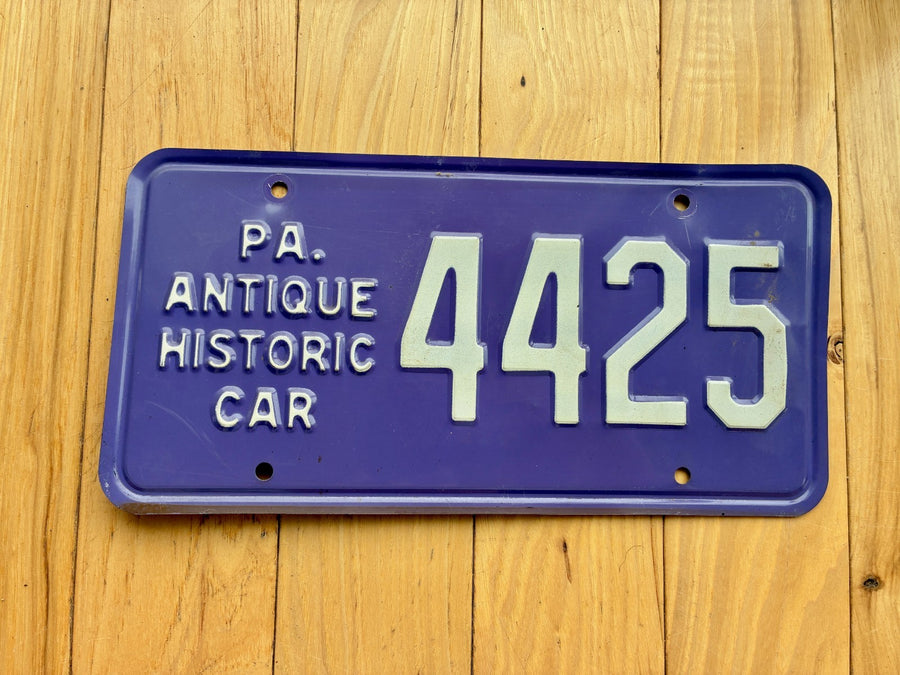 PA.
ANTIQUE
HISTORIC
CAR
4425